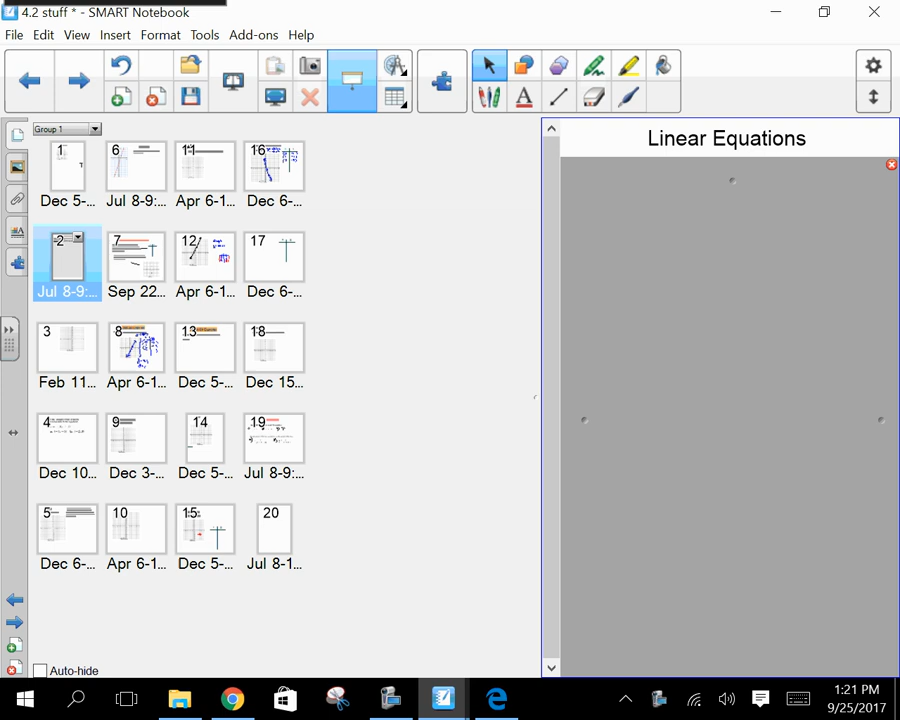 4.2 stuff * - SMART Notebook
File Edit View Insert Format Tools Add-ons Help
Group 1
Linear Equations
1 6 11 16
Dec 5-... Jul 8-9:... Apr 6-1... Dec 6-...
2 7 12 17
Jul 8-9:... Sep 22... Apr 6-1... Dec 6-...
3 8 13 18
Feb 11... Apr 6-1... Dec 5-... Dec 15...
4 9 14 19
Dec 10... Dec 3-... Dec 5-... Jul 8-9:...
5 10 15 20
Dec 6-... Apr 6-1... Dec 5-... Jul 8-1...
Auto-hide
1:21 PM
9/25/2017